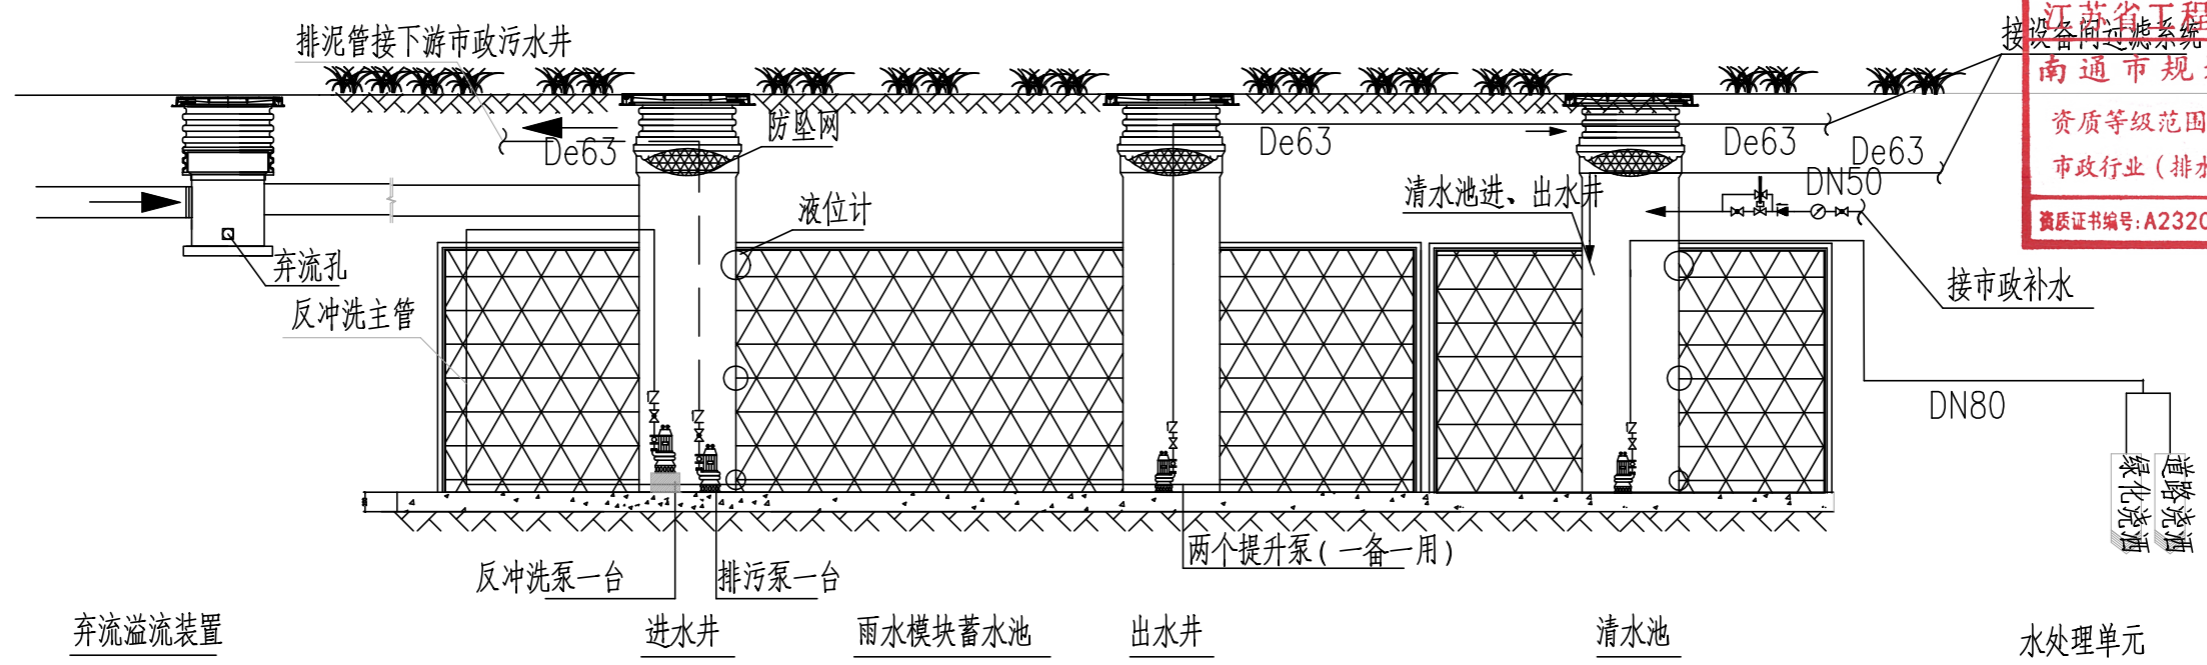 排泥管接下游市政污水井
接设备间过滤系统
江苏省工程
南通市规
资质等级范围
市政行业（排水
资质证书编号:A232
防坠网
De63
De63
De63
De63
DN50
清水池进、出水井
液位计
弃流孔
反冲洗主管
接市政补水
DN80
绿化浇洒
道路浇洒
两个提升泵(一备一用)
反冲洗泵一台
排污泵一台
弃流溢流装置
进水井
雨水模块蓄水池
出水井
清水池
水处理单元